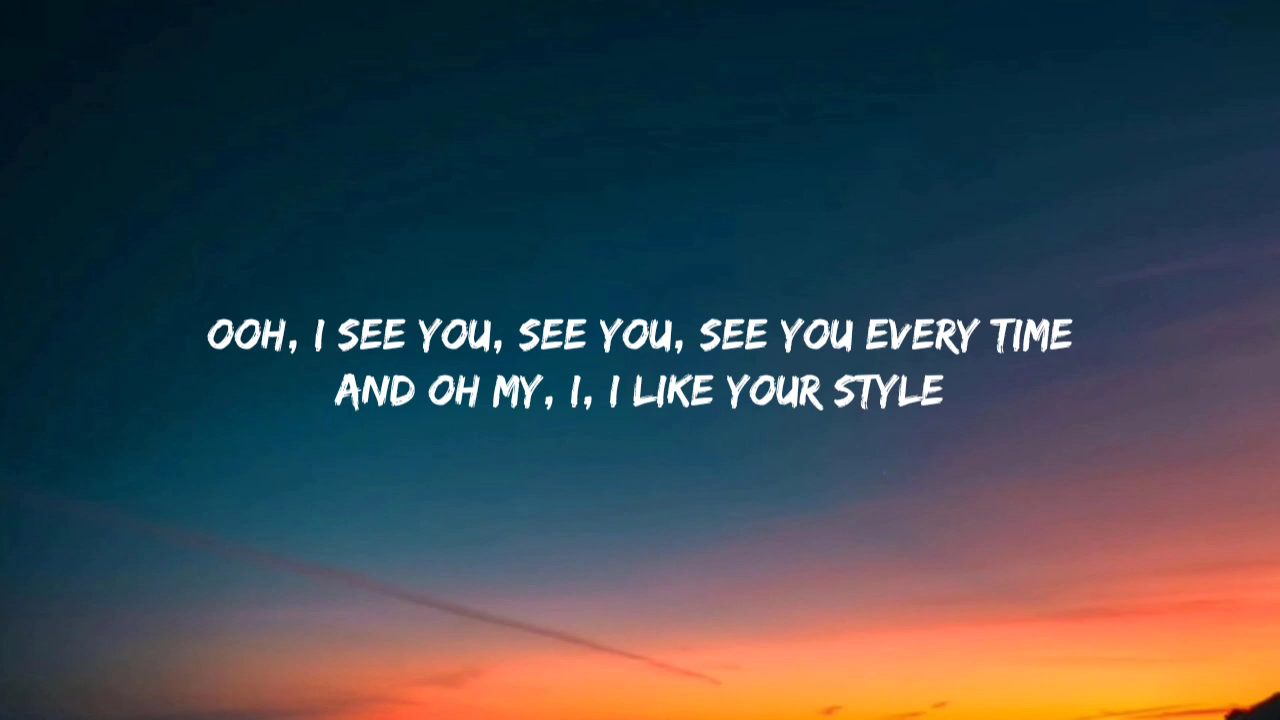 OOH, I SEE YOU, SEE YOU, SEE YOU EVERY TIME
AND OH MY, I, I LIKE YOUR STYLE